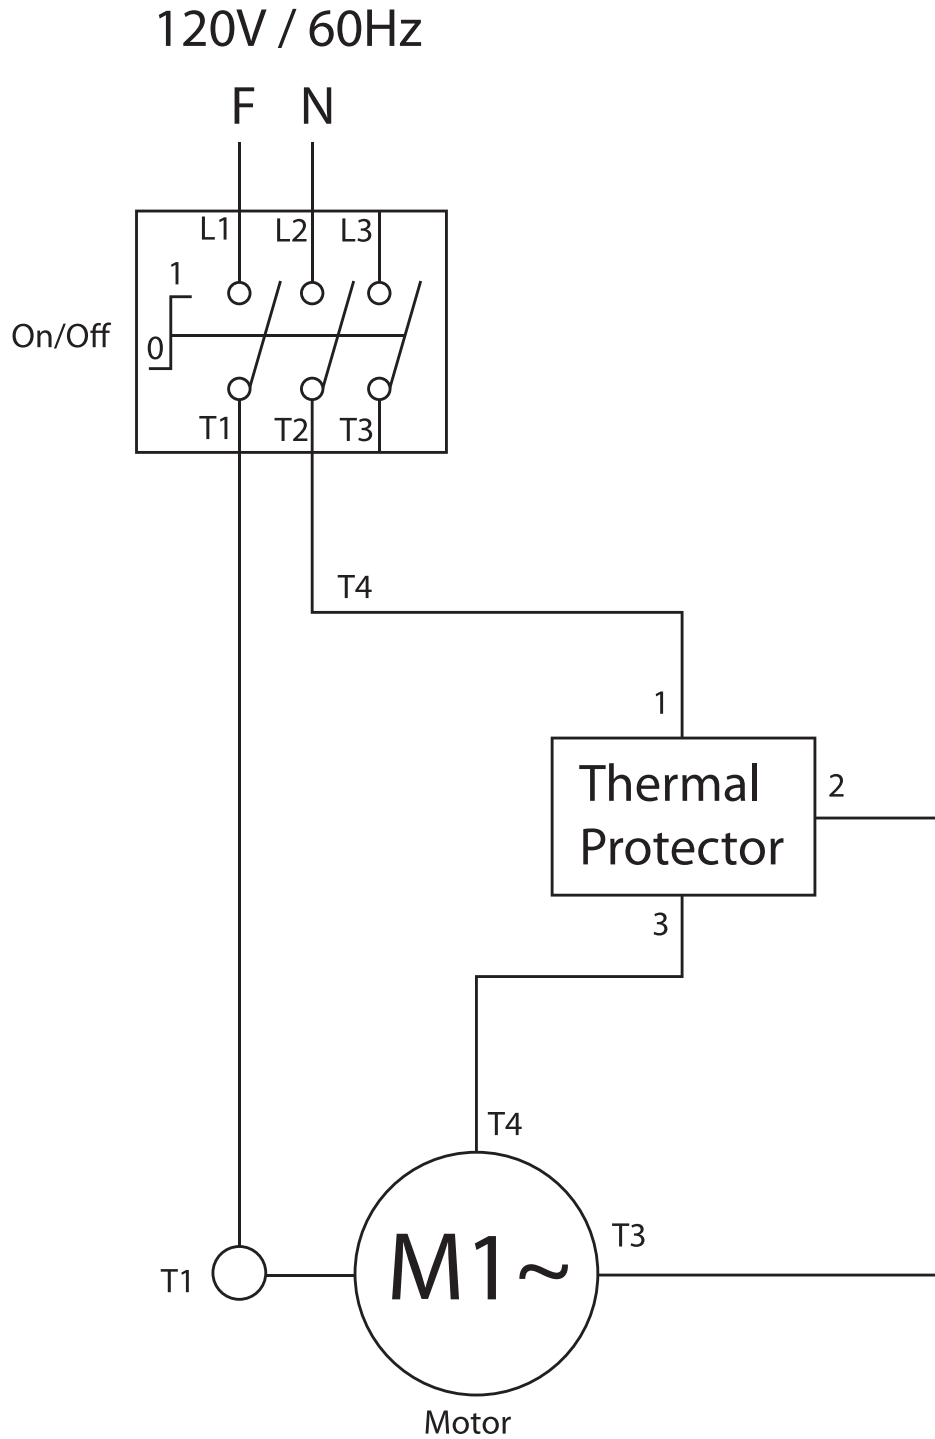 120V / 60Hz
F N
L1 L2 L3
1
On/Off 0
T1 T2 T3
T4
1
Thermal
Protector
2
3
T4
T3
M1~
T1
Motor